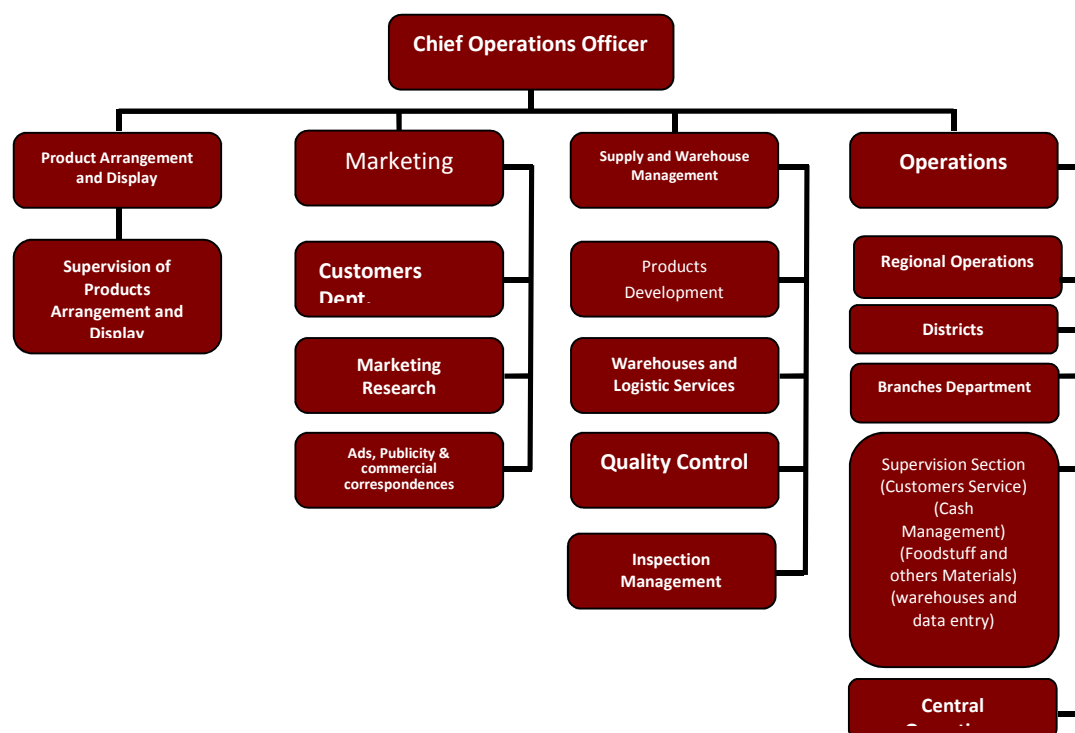 Chief Operations Officer
Product Arrangement
and Display
Supervision of
Products
Arrangement and
Display
Marketing
Customers
Dept.
Marketing
Research
Ads, Publicity &
commercial
correspondences
Supply and Warehouse
Management
Products
Development
Warehouses and
Logistic Services
Quality Control
Inspection
Management
Operations
Regional Operations
Districts
Branches Department
Supervision Section
(Customers Service)
(Cash
Management)
(Foodstuff and
others Materials)
(warehouses and
data entry)
Central